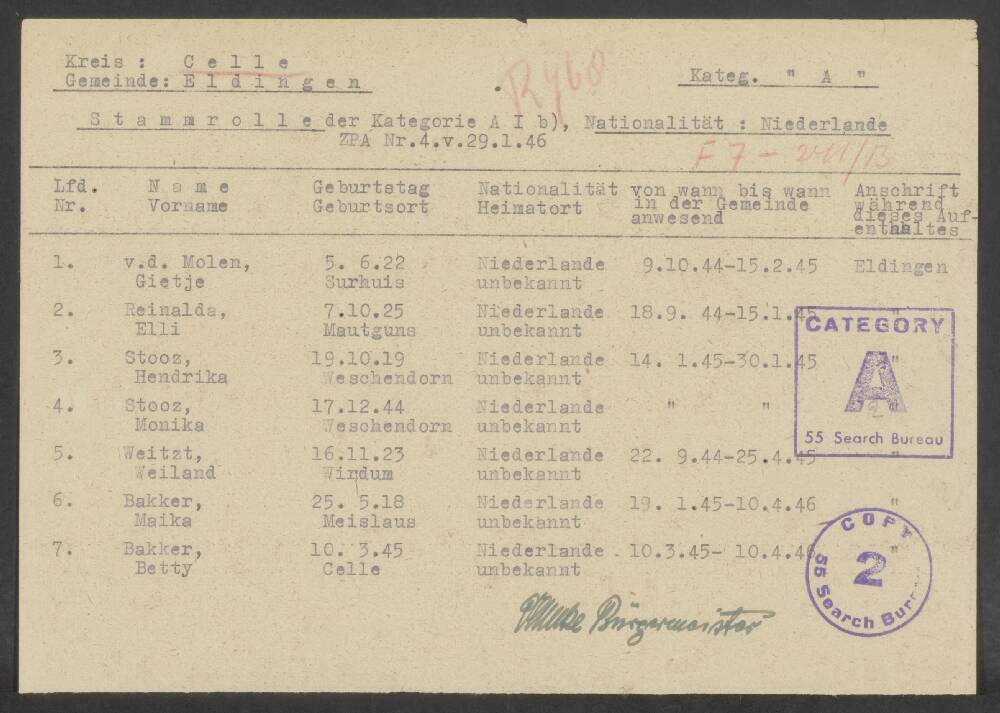 Kreis : Celle
Gemeinde: Eldingen
Kateg. " A "
Stammrolle der Kategorie A I b), Nationalität : Niederlande
ZPA Nr.4.v.29.1.46
Lfd. Name Geburtstag Nationalität von wann bis wann Anschrift
Nr. Vorname Geburtsort Heimatort in der Gemeinde während
anwesend dieses Auf-
enthaltes
1. v.d. Molen, 5. 6.22 Niederlande 9.10.44-15.2.45 Eldingen
Gietje Surhuis unbekannt
2. Reinalda, 7.10.25 Niederlande 18.9. 44-15.1.45 "
Elli Mautguns unbekannt
3. Stooz, 19.10.19 Niederlande 14. 1.45-30.1.45 "
Hendrika Weschendorn unbekannt
4. Stooz, 17.12.44 Niederlande " " "
Monika Weschendorn unbekannt
5. Weitzt, 16.11.23 Niederlande 22. 9.44-25.4.45 "
Weiland Wirdum unbekannt
6. Bakker, 25. 5.18 Niederlande 19. 1.45-10.4.46 "
Maika Meislaus unbekannt
7. Bakker, 10. 3.45 Niederlande 10.3.45- 10.4.46 "
Betty Celle unbekannt
Bürgermeister
CATEGORY
A
2
55 Search Bureau
COPY
2
55 Search Bur